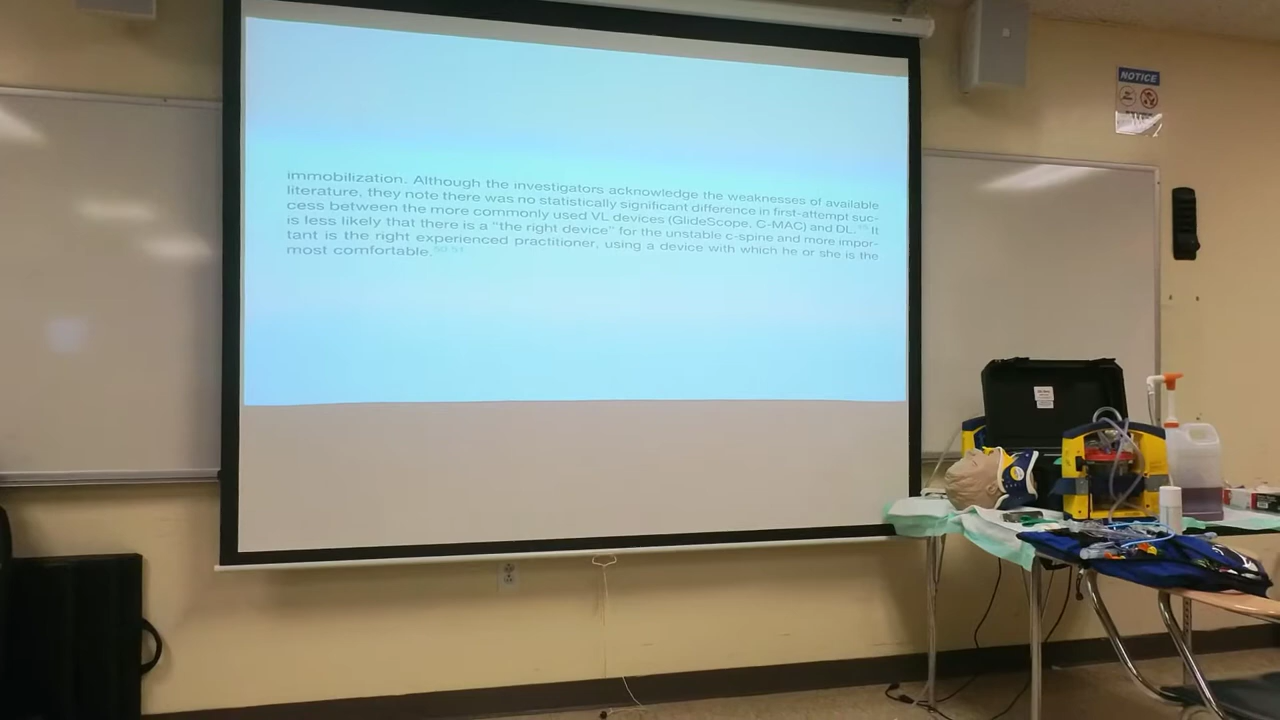 NOTICE
immobilization. Although the investigators acknowledge the weaknesses of available
literature, they note there was no statistically significant difference in first-attempt suc-
cess between the more commonly used VL devices (GlideScope, C-MAC) and DL. It
is less likely that there is a "the right device" for the unstable c-spine and more impor-
tant is the right experienced practitioner, using a device with which he or she is the
most comfortable.50,51